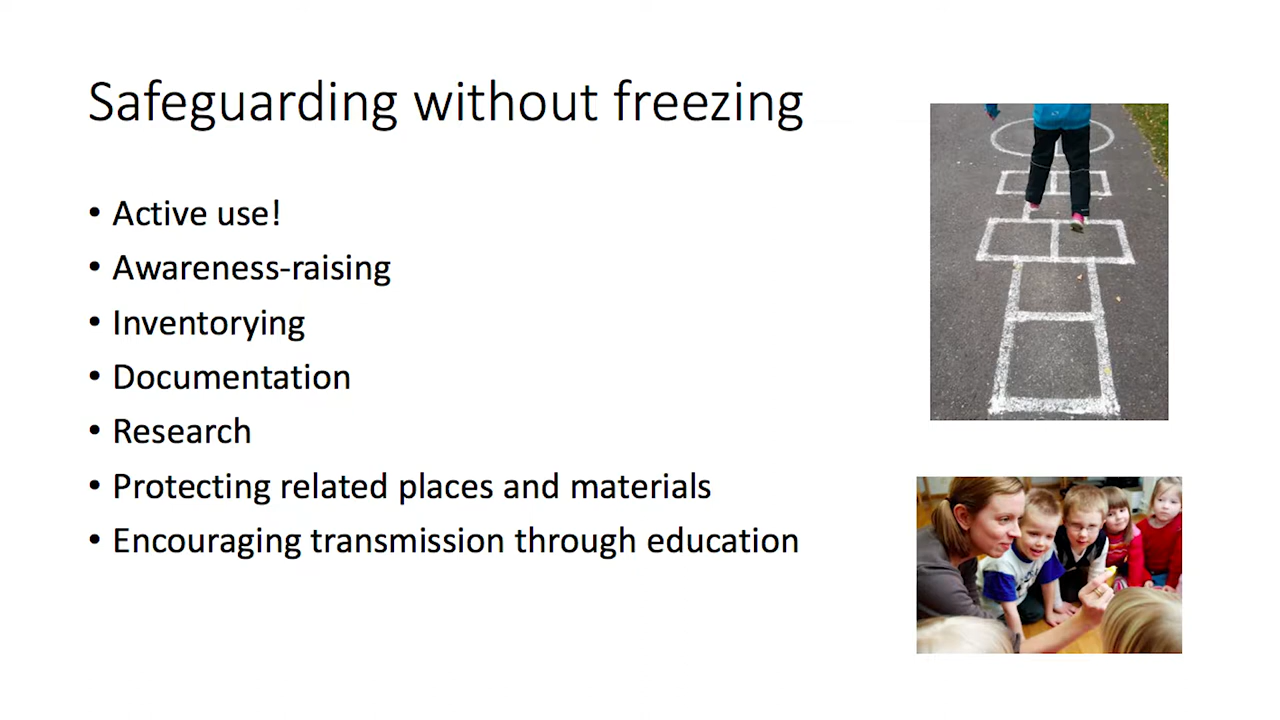 Safeguarding without freezing
• Active use!
• Awareness-raising
• Inventorying
• Documentation
• Research
• Protecting related places and materials
• Encouraging transmission through education